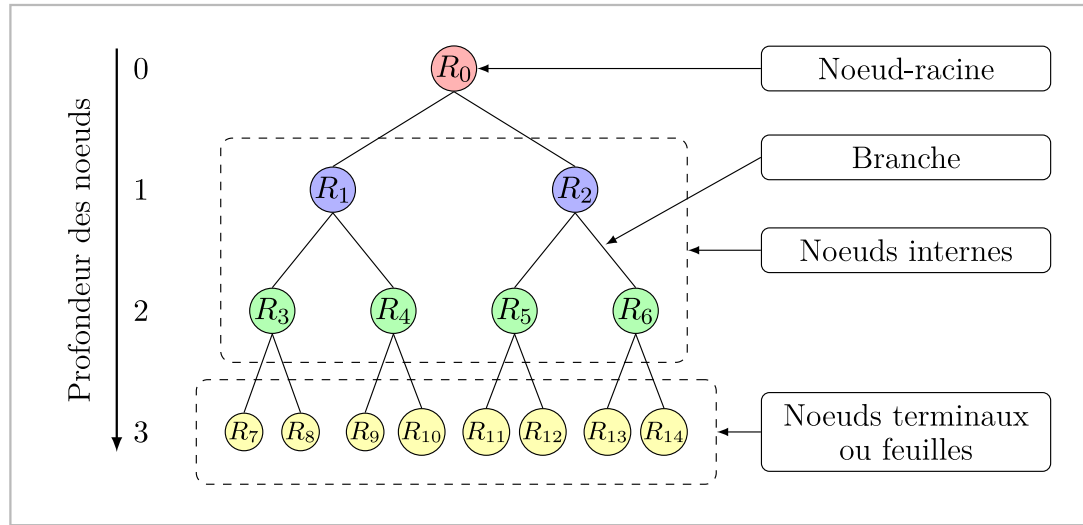 0
R0
Noeud-racine
Profondeur des noeuds
Branche
1
R1
R2
Noeuds internes
2
R3
R4
R5
R6
3
R7
R8
R9
R10
R11
R12
R13
R14
Noeuds terminaux
ou feuilles